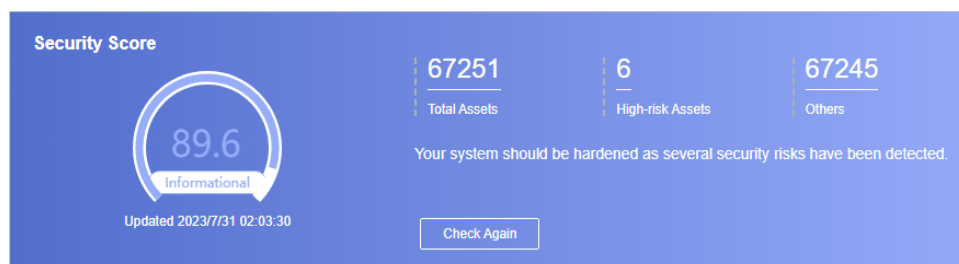 Security Score
89.6
Informational
Updated 2023/7/31 02:03:30
67251
Total Assets
6
High-risk Assets
67245
Others
Your system should be hardened as several security risks have been detected.
Check Again